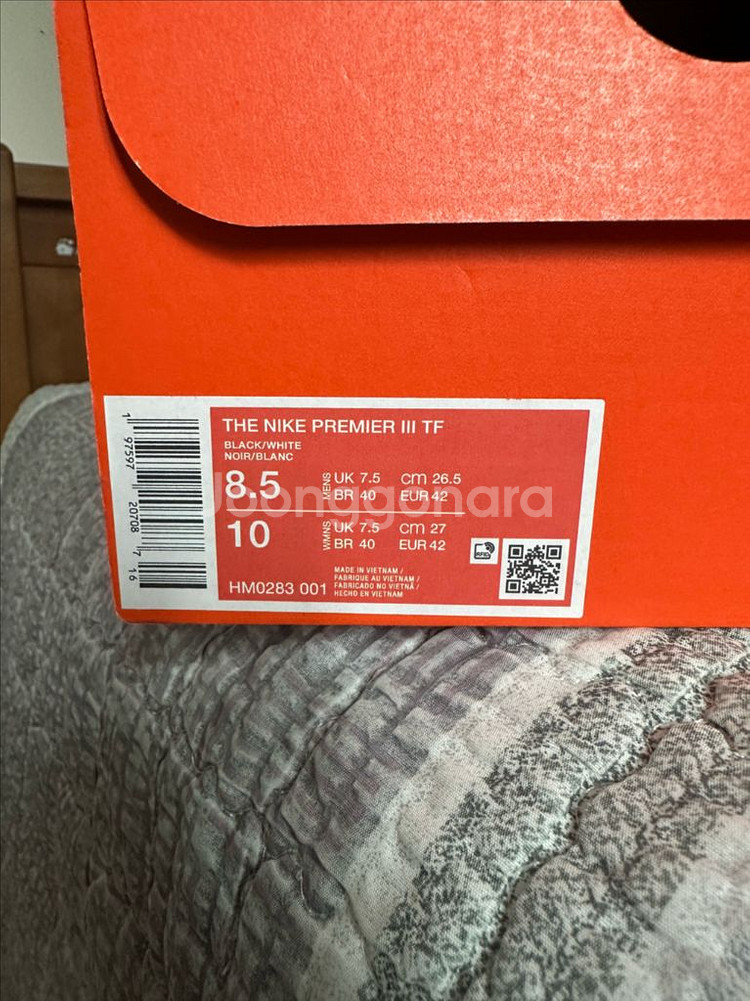 THE NIKE PREMIER III TF
BLACK/WHITE
NOIR/BLANC
8.5 MENS UK 7.5 cm 26.5
BR 40 EUR 42
10 WMNS UK 7.5 cm 27
BR 40 EUR 42
HM0283 001
MADE IN VIETNAM /
FABRIQUE AU VIETNAM /
FABRICADO NO VIETNÃ /
HECHO EN VIETNAM
RFID
1 97597 20708 7 16
Joonggonara